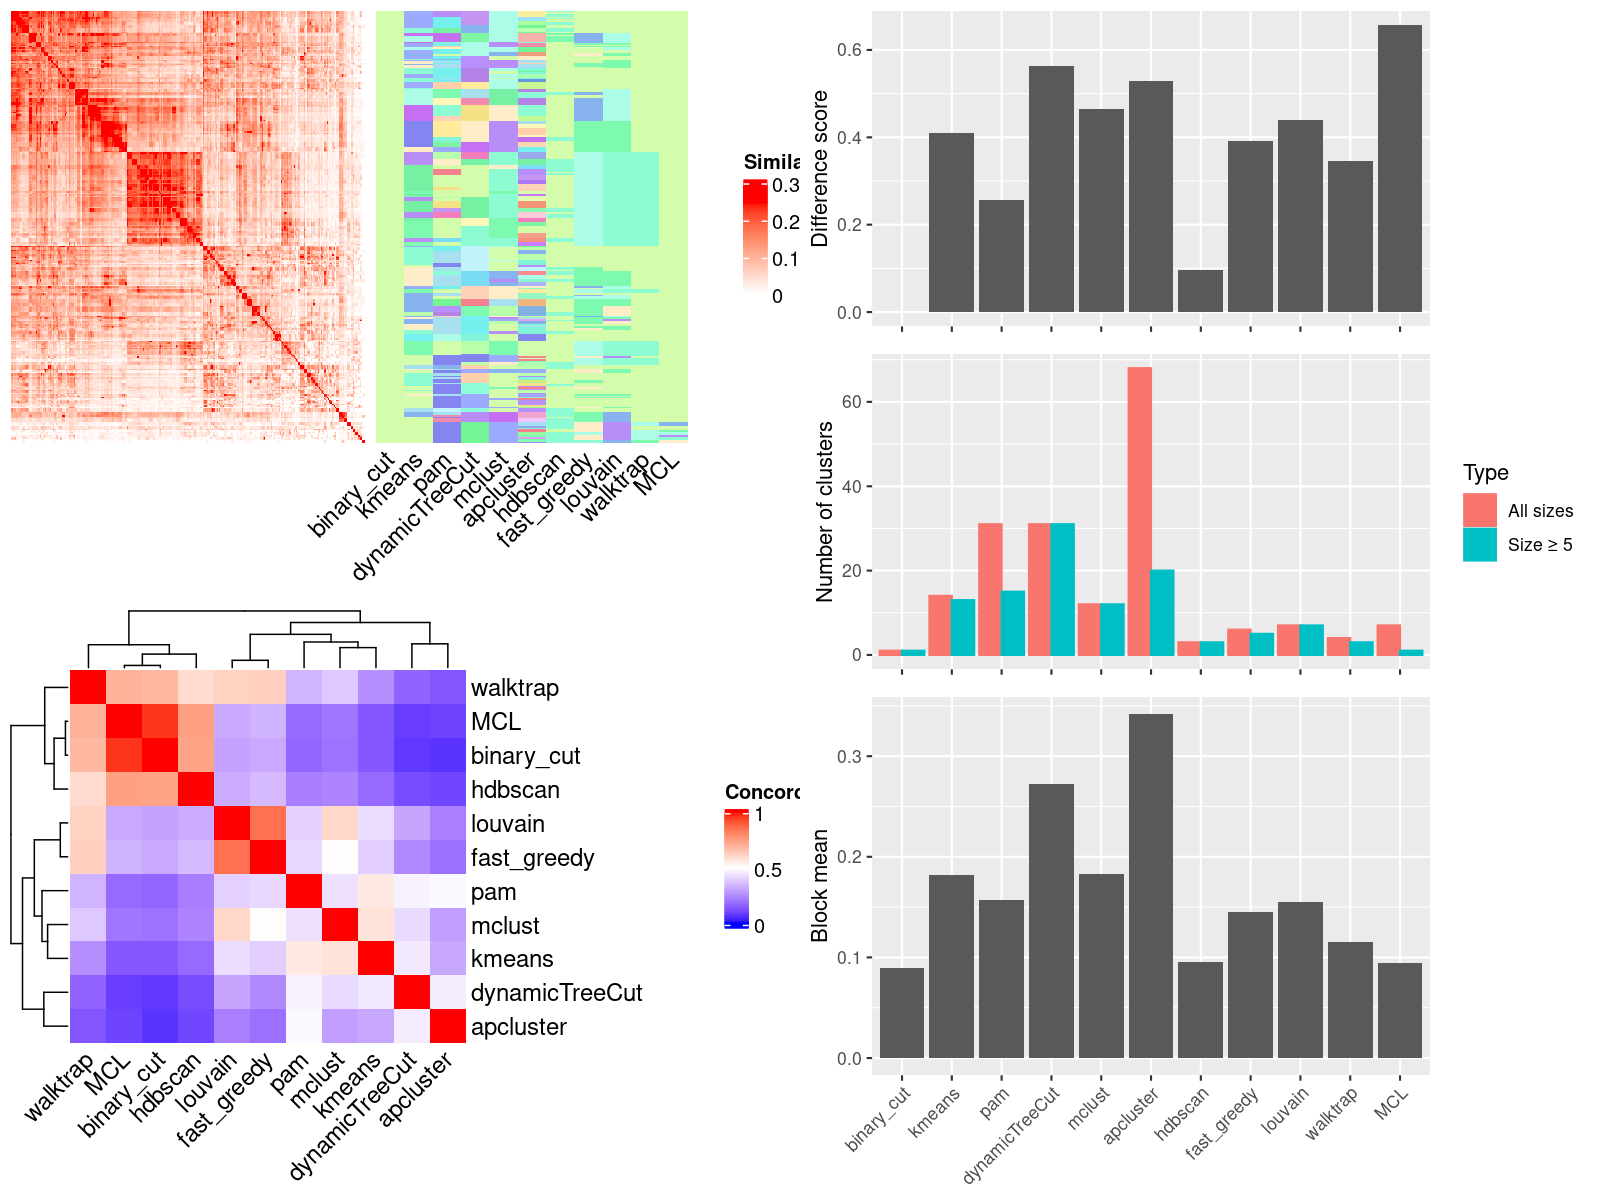 Simila
0.3
0.2
0.1
0
binary_cut
kmeans
pam
dynamicTreeCut
mclust
apcluster
hdbscan
fast_greedy
louvain
walktrap
MCL
walktrap
MCL
binary_cut
hdbscan
louvain
fast_greedy
pam
mclust
kmeans
dynamicTreeCut
apcluster
Concorc
1
0.5
0
walktrap
MCL
binary_cut
hdbscan
louvain
fast_greedy
pam
mclust
kmeans
dynamicTreeCut
apcluster
Difference score
0.6
0.4
0.2
0.0
Number of clusters
60
40
20
0
Type
All sizes
Size ≥ 5
Block mean
0.3
0.2
0.1
0.0
binary_cut
kmeans
pam
dynamicTreeCut
mclust
apcluster
hdbscan
fast_greedy
louvain
walktrap
MCL